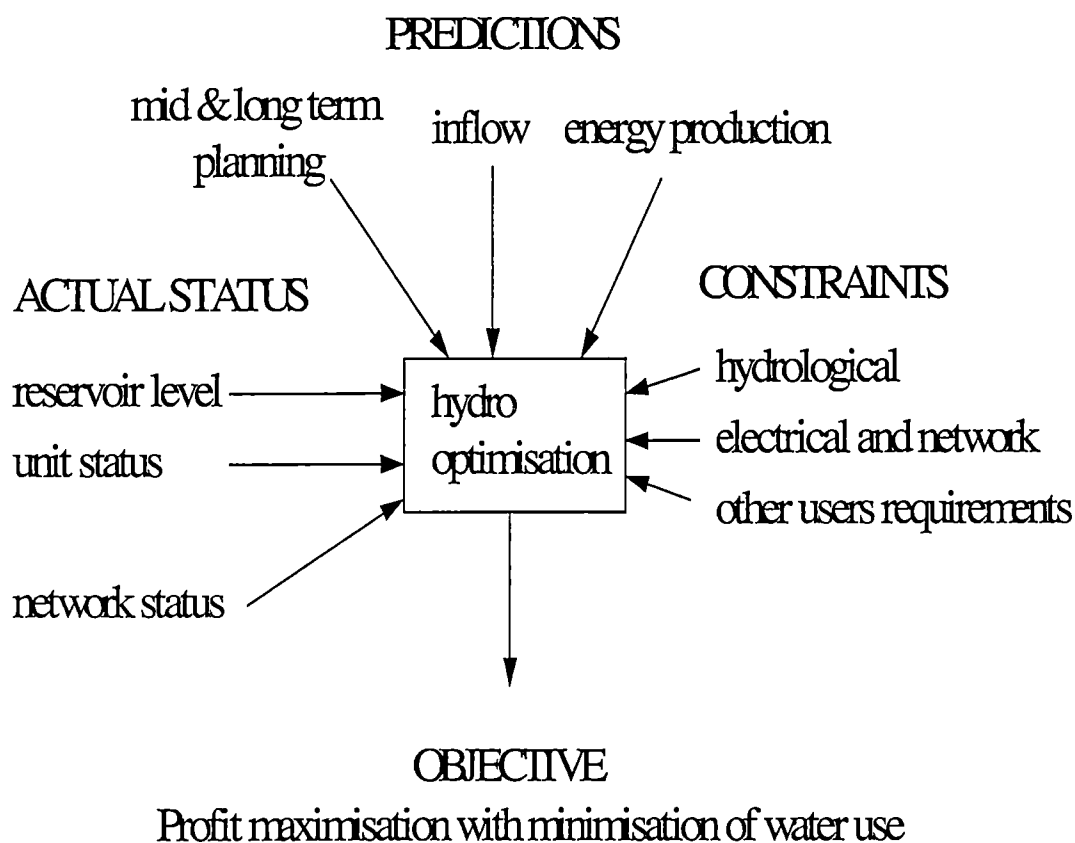 PREDICTIONS
mid & long term
planning
inflow
energy production
ACTUAL STATUS
reservoir level
unit status
network status
hydro
optimisation
CONSTRAINTS
hydrological
electrical and network
other users requirements
OBJECTIVE
Profit maximisation with minimisation of water use